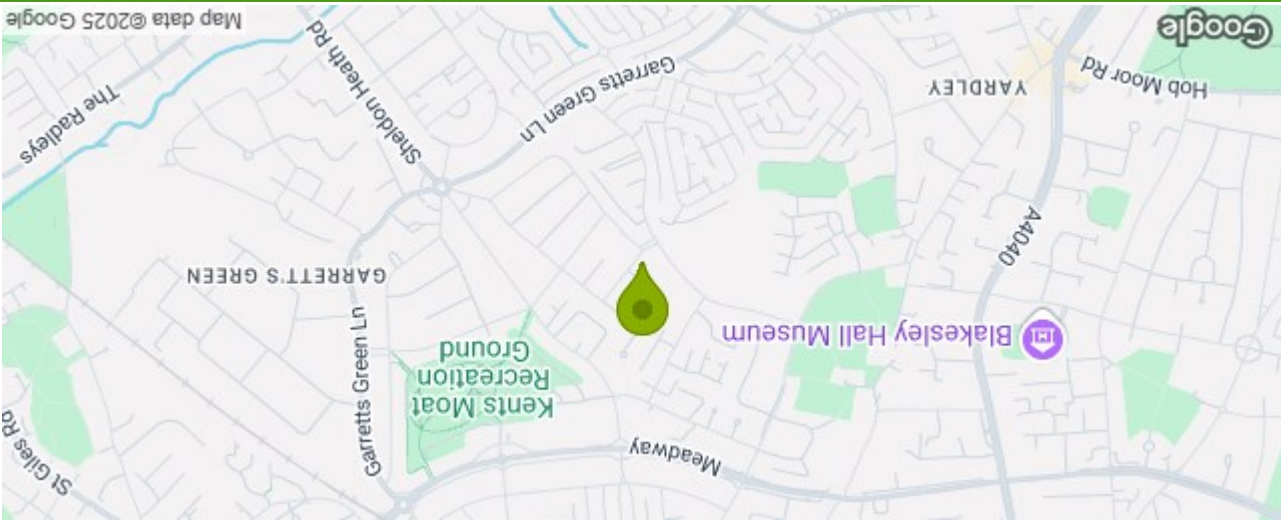 Meadway
St Giles Rd
Kents Moat
Recreation
Ground
Garretts Green Ln
Blakesley Hall Museum
GARRETT'S GREEN
A4040
Sheldon Heath Rd
Garretts Green Ln
The Radleys
YARDLEY
Hob Moor Rd
Google
Map data ©2025 Google